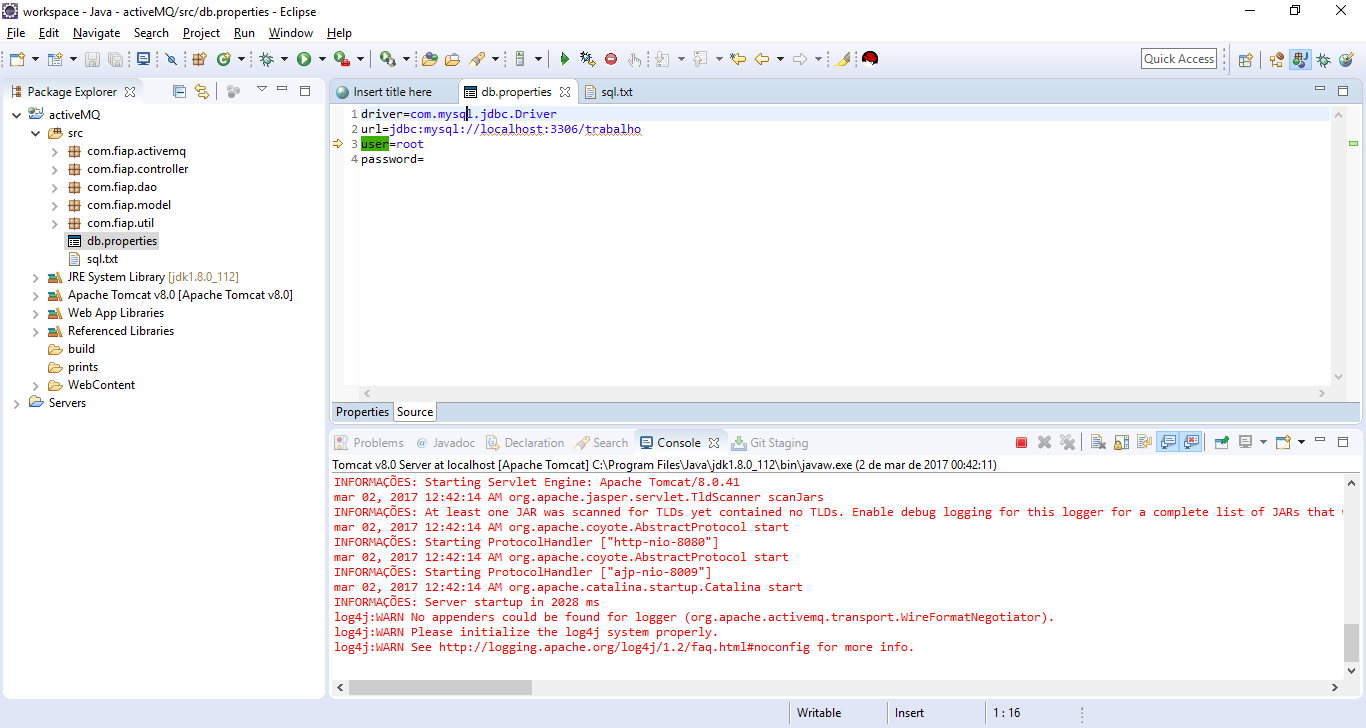 workspace - Java - activeMQ/src/db.properties - Eclipse
File Edit Navigate Search Project Run Window Help
Quick Access
Package Explorer
activeMQ
src
com.fiap.activemq
com.fiap.controller
com.fiap.dao
com.fiap.model
com.fiap.util
db.properties
sql.txt
JRE System Library [jdk1.8.0_112]
Apache Tomcat v8.0 [Apache Tomcat v8.0]
Web App Libraries
Referenced Libraries
build
prints
WebContent
Servers
Insert title here db.properties sql.txt
1 driver=com.mysql.jdbc.Driver
2 url=jdbc:mysql://localhost:3306/trabalho
3 user=root
4 password=
Properties Source
Problems @ Javadoc Declaration Search Console Git Staging
Tomcat v8.0 Server at localhost [Apache Tomcat] C:\Program Files\Java\jdk1.8.0_112\bin\javaw.exe (2 de mar de 2017 00:42:11)
INFORMAÇÕES: Starting Servlet Engine: Apache Tomcat/8.0.41
mar 02, 2017 12:42:14 AM org.apache.jasper.servlet.TldScanner scanJars
INFORMAÇÕES: At least one JAR was scanned for TLDs yet contained no TLDs. Enable debug logging for this logger for a complete list of JARs that
mar 02, 2017 12:42:14 AM org.apache.coyote.AbstractProtocol start
INFORMAÇÕES: Starting ProtocolHandler ["http-nio-8080"]
mar 02, 2017 12:42:14 AM org.apache.coyote.AbstractProtocol start
INFORMAÇÕES: Starting ProtocolHandler ["ajp-nio-8009"]
mar 02, 2017 12:42:14 AM org.apache.catalina.startup.Catalina start
INFORMAÇÕES: Server startup in 2028 ms
log4j:WARN No appenders could be found for logger (org.apache.activemq.transport.WireFormatNegotiator).
log4j:WARN Please initialize the log4j system properly.
log4j:WARN See http://logging.apache.org/log4j/1.2/faq.html#noconfig for more info.
Writable Insert 1 : 16